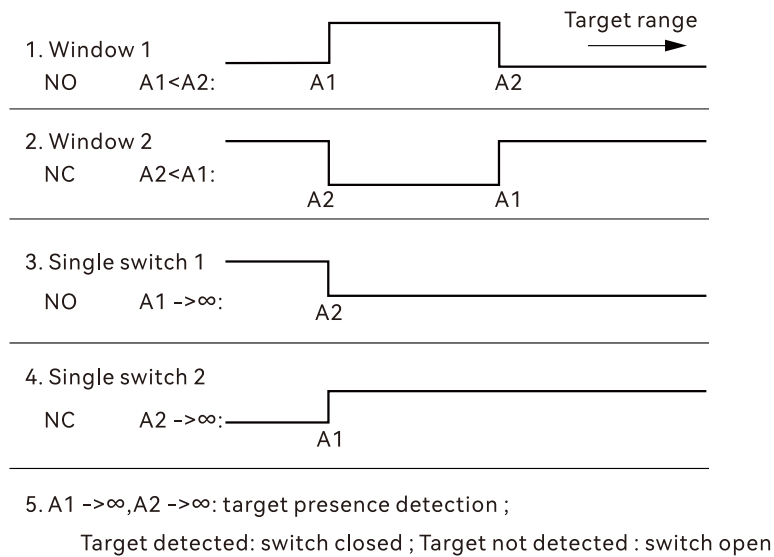 Target range
1. Window 1
NO A1<A2: A1 A2
2. Window 2
NC A2<A1:
A2 A1
3. Single switch 1
NO A1 ->∞:
A2
4. Single switch 2
NC A2 ->∞:
A1
5. A1 ->∞,A2 ->∞: target presence detection ;
Target detected: switch closed ; Target not detected : switch open